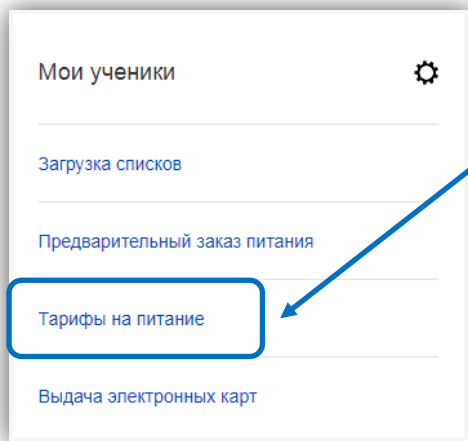 Мои ученики
Загрузка списков
Предварительный заказ питания
Тарифы на питание
Выдача электронных карт